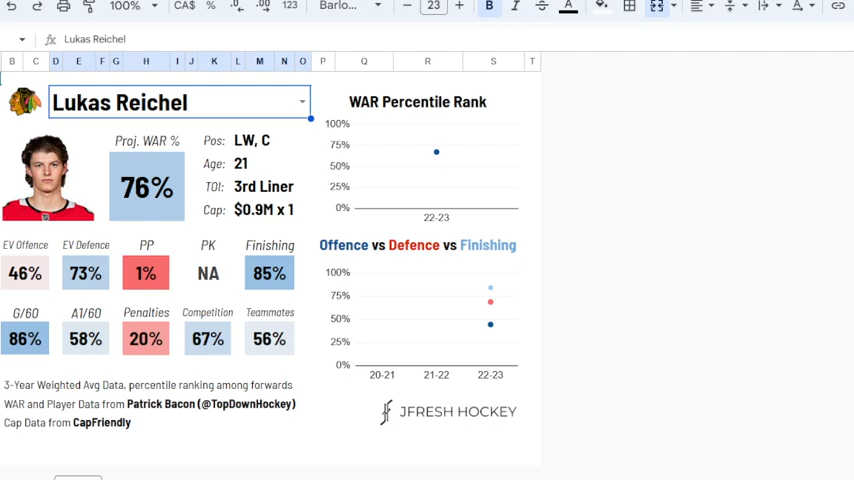 100% CA$ % .0 .00 123 Barlo... 23 B I A
Lukas Reichel
B C D E F G H I J K L M N O P Q R S T
Lukas Reichel
Proj. WAR %
76%
Pos: LW, C
Age: 21
TOI: 3rd Liner
Cap: $0.9M x 1
EV Offence EV Defence PP PK Finishing
46% 73% 1% NA 85%
G/60 A1/60 Penalties Competition Teammates
86% 58% 20% 67% 56%
3-Year Weighted Avg Data, percentile ranking among forwards
WAR and Player Data from Patrick Bacon (@TopDownHockey)
Cap Data from CapFriendly
WAR Percentile Rank
100%
75%
50%
25%
0%
22-23
Offence vs Defence vs Finishing
100%
75%
50%
25%
0%
20-21 21-22 22-23
JFRESH HOCKEY